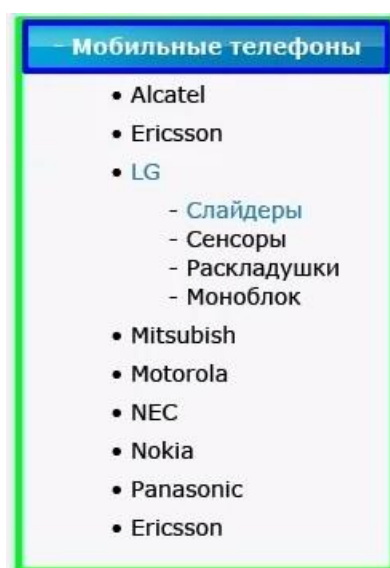 - Мобильные телефоны
• Alcatel
• Ericsson
• LG
- Слайдеры
- Сенсоры
- Раскладушки
- Моноблок
• Mitsubish
• Motorola
• NEC
• Nokia
• Panasonic
• Ericsson